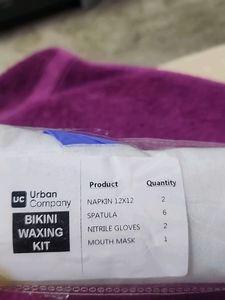 UC Urban
Company
BIKINI
WAXING
KIT
Product Quantity
NAPKIN 12X12 2
SPATULA 6
NITRILE GLOVES 2
MOUTH MASK 1